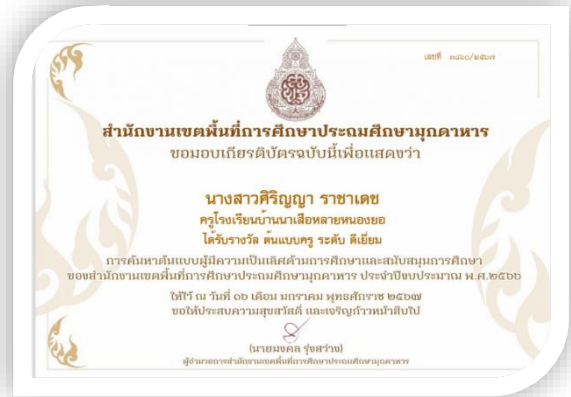 เลขที่ ๓๘๖๐/๒๕๖๗
สำนักงานเขตพื้นที่การศึกษาประถมศึกษามุกดาหาร
ขอมอบเกียรติบัตรฉบับนี้เพื่อแสดงว่า
นางสาวศิริญญา ราชาเดช
ครูโรงเรียนบ้านนาเสือหลายหนองยอ
ได้รับรางวัล ต้นแบบครู ระดับ ดีเยี่ยม
การค้นหาต้นแบบผู้มีความเป็นเลิศด้านการศึกษาและสนับสนุนการศึกษา
ของสำนักงานเขตพื้นที่การศึกษาประถมศึกษามุกดาหาร ประจำปีงบประมาณ พ.ศ.๒๕๖๖
ให้ไว้ ณ วันที่ ๑๖ เดือน มกราคม พุทธศักราช ๒๕๖๗
ขอให้ประสบความสุขสวัสดิ์ และเจริญก้าวหน้าสืบไป
(นายมงคล รุ่งสว่าง)
ผู้อำนวยการสำนักงานเขตพื้นที่การศึกษาประถมศึกษามุกดาหาร